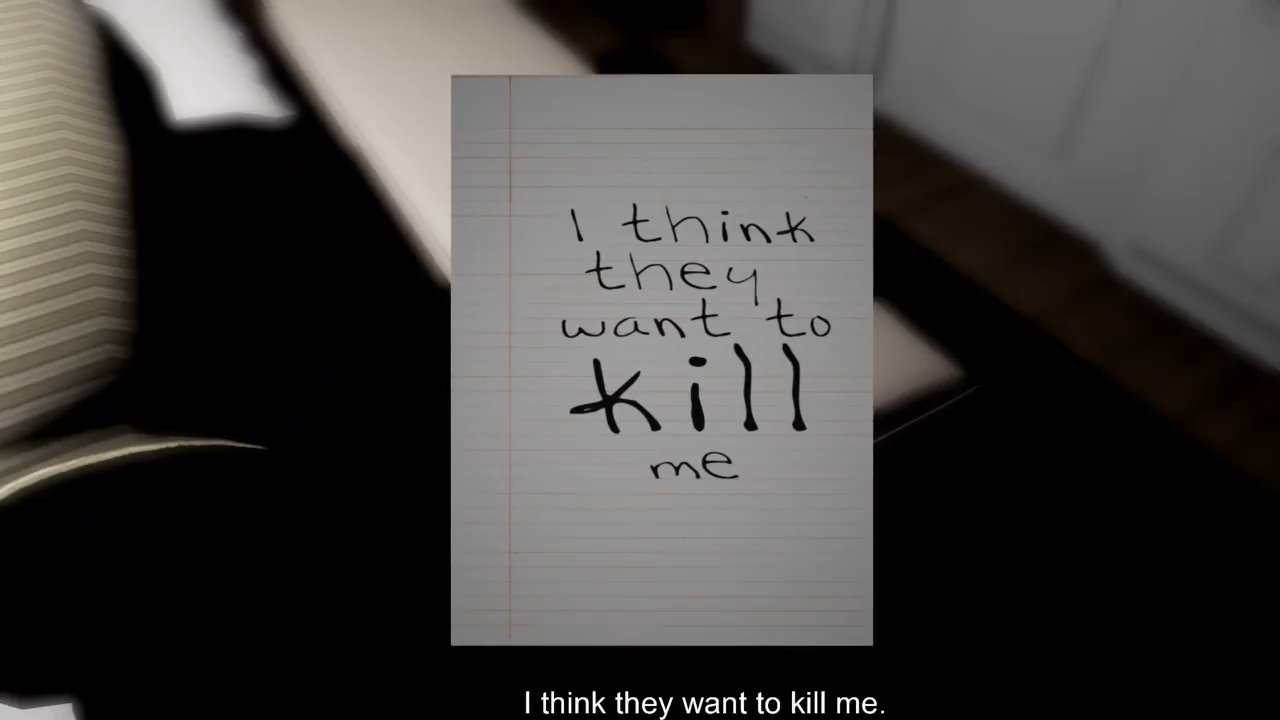 I think
they
want to
kill
me
I think they want to kill me.